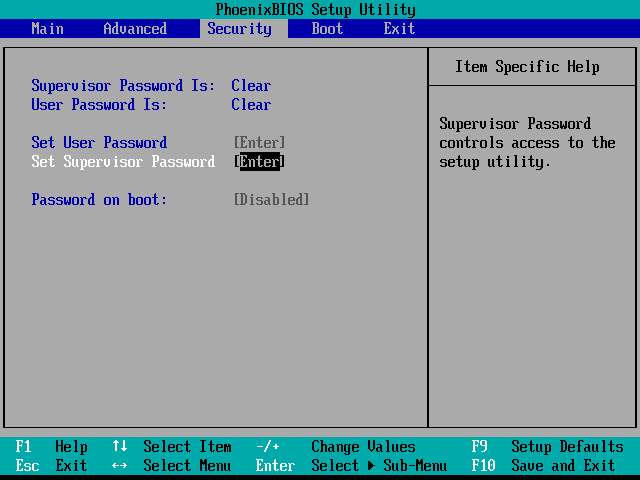 PhoenixBIOS Setup Utility
Main Advanced Security Boot Exit
Item Specific Help
Supervisor Password Is: Clear
User Password Is: Clear
Supervisor Password
controls access to the
setup utility.
Set User Password [Enter]
Set Supervisor Password [Enter]
Password on boot: [Disabled]
F1 Help ↑↓ Select Item -/+ Change Values F9 Setup Defaults
Esc Exit ↔ Select Menu Enter Select ▶ Sub-Menu F10 Save and Exit